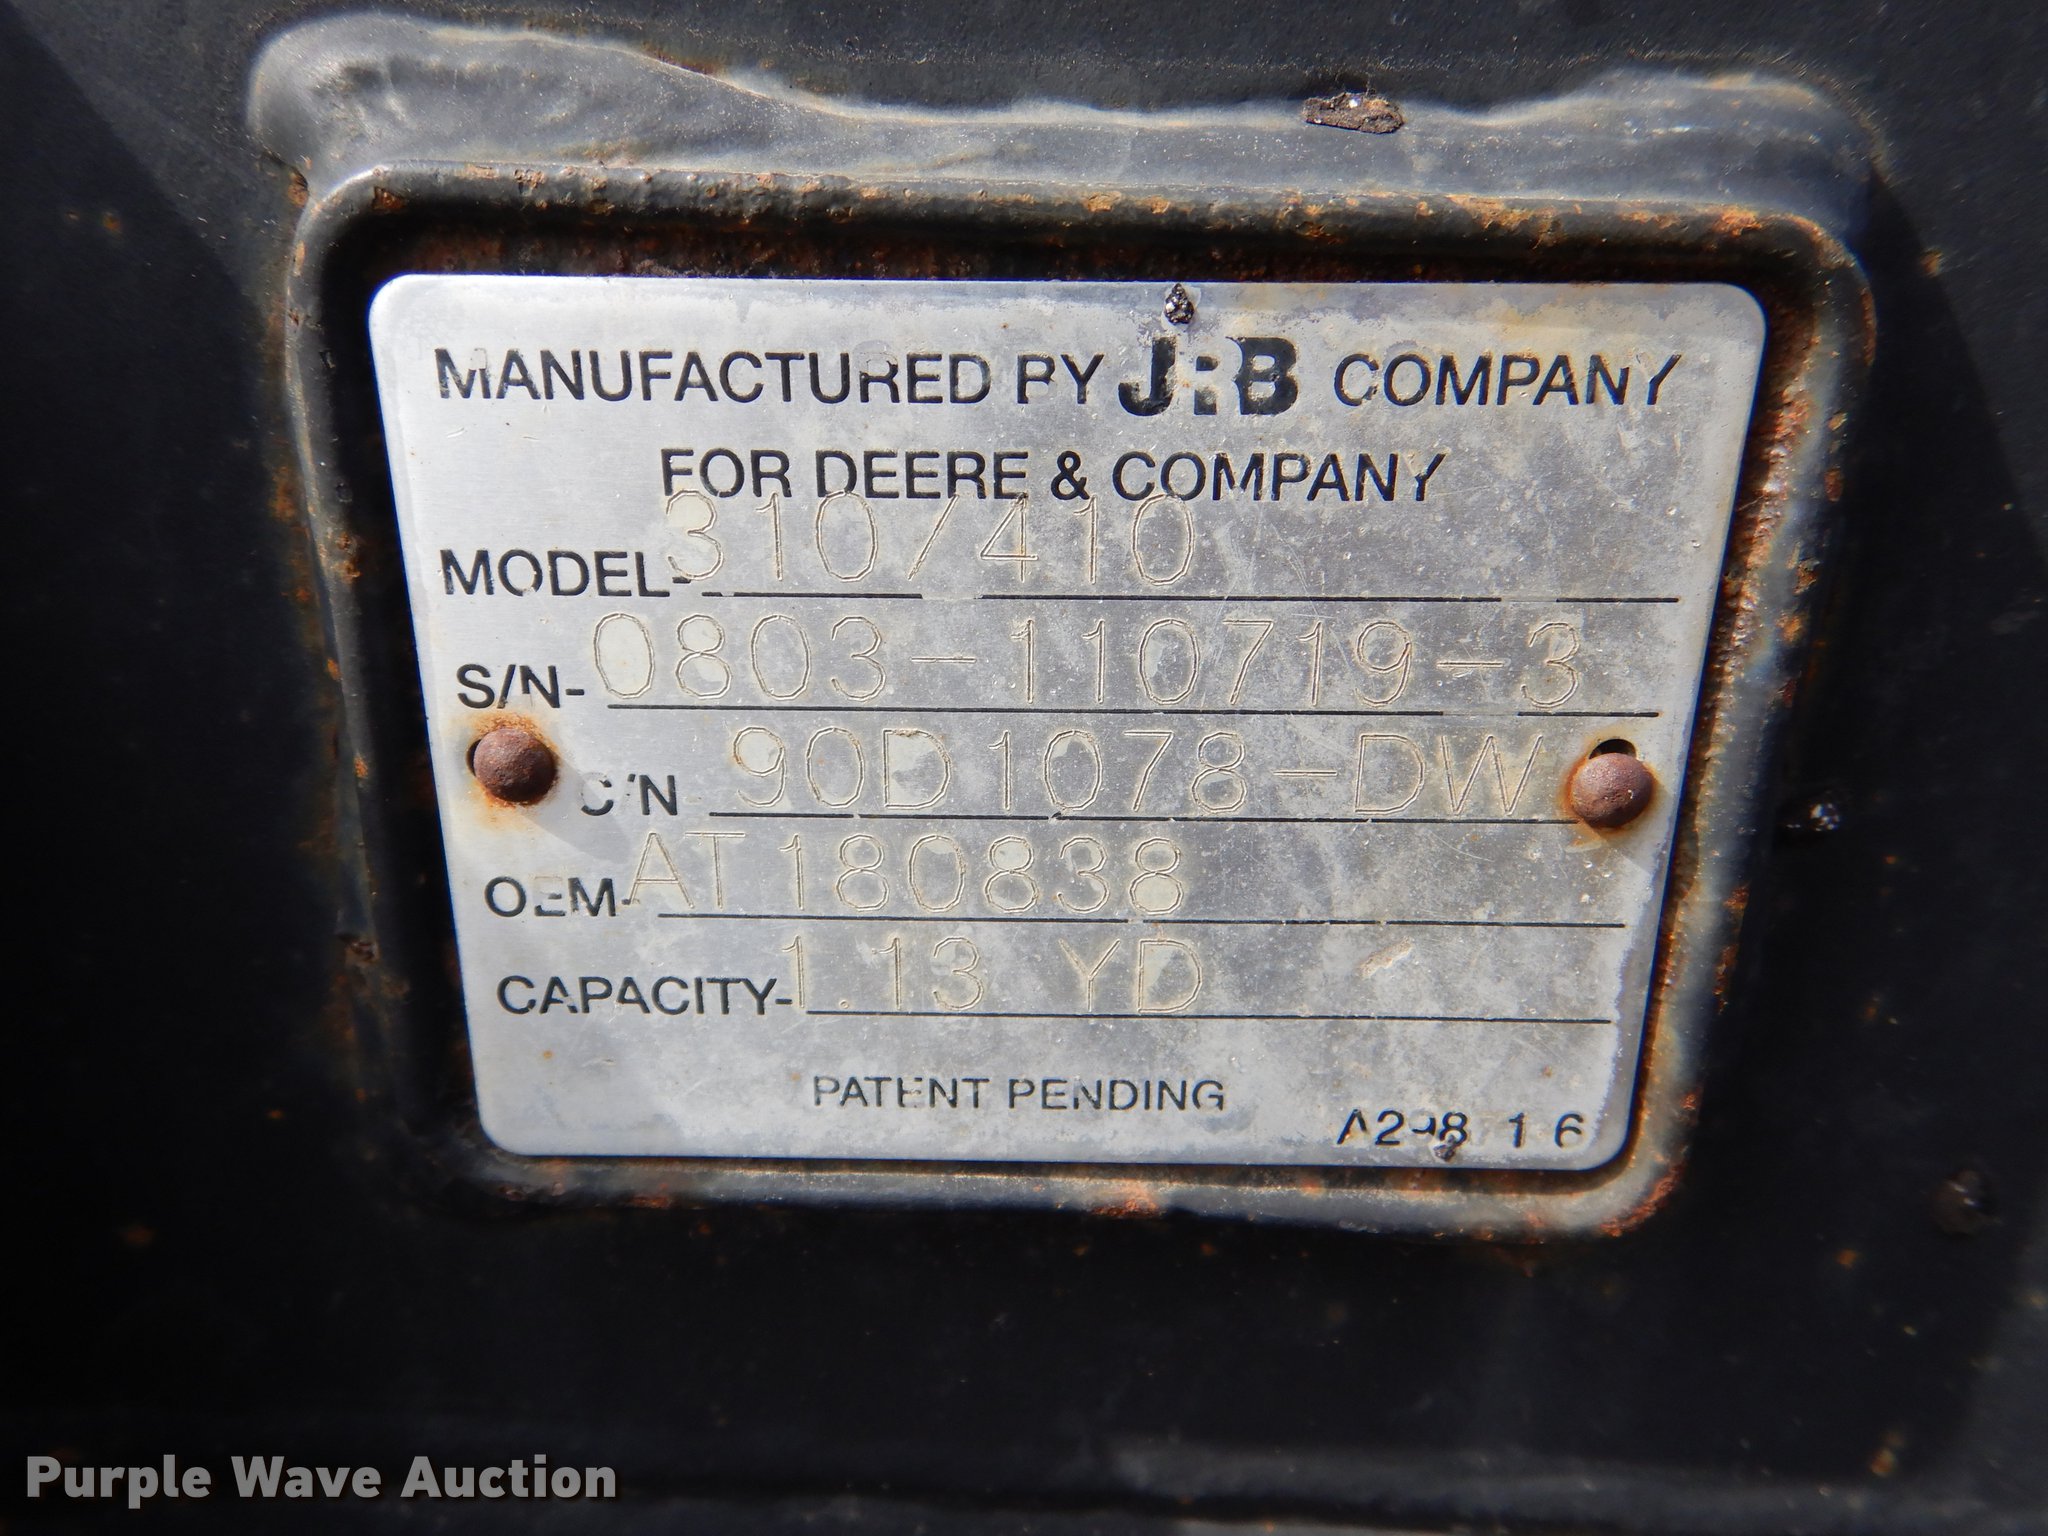 MANUFACTURED BY JRB COMPANY
FOR DEERE & COMPANY
MODEL- 310/410
S/N- 0803-110719-3
C/N 90D1078-DW
OEM- AT180838
CAPACITY- 1.13 YD
PATENT PENDING
Purple Wave Auction